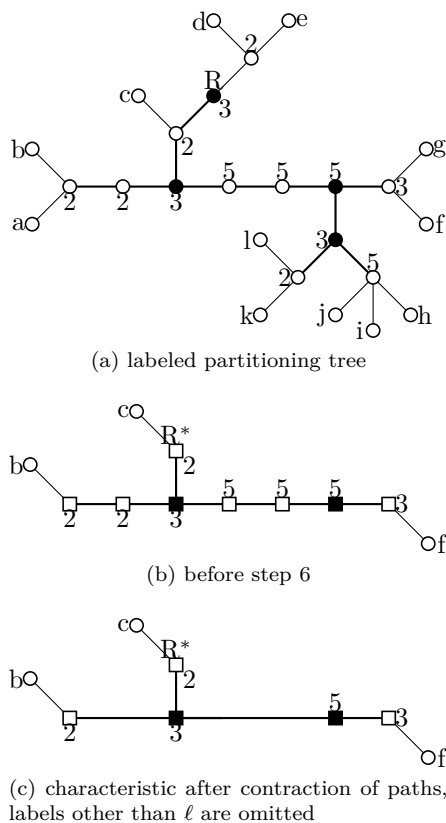 d e
2
R
c 3
b 2 g
5 5 5
2 2 3 3
a f
l 3
2 5
k j h
i
(a) labeled partitioning tree
c
R*
b 2
5 5 5 3
2 2 3
f
(b) before step 6
c
R*
b 2
5 3
2 3
f
(c) characteristic after contraction of paths,
labels other than ℓ are omitted